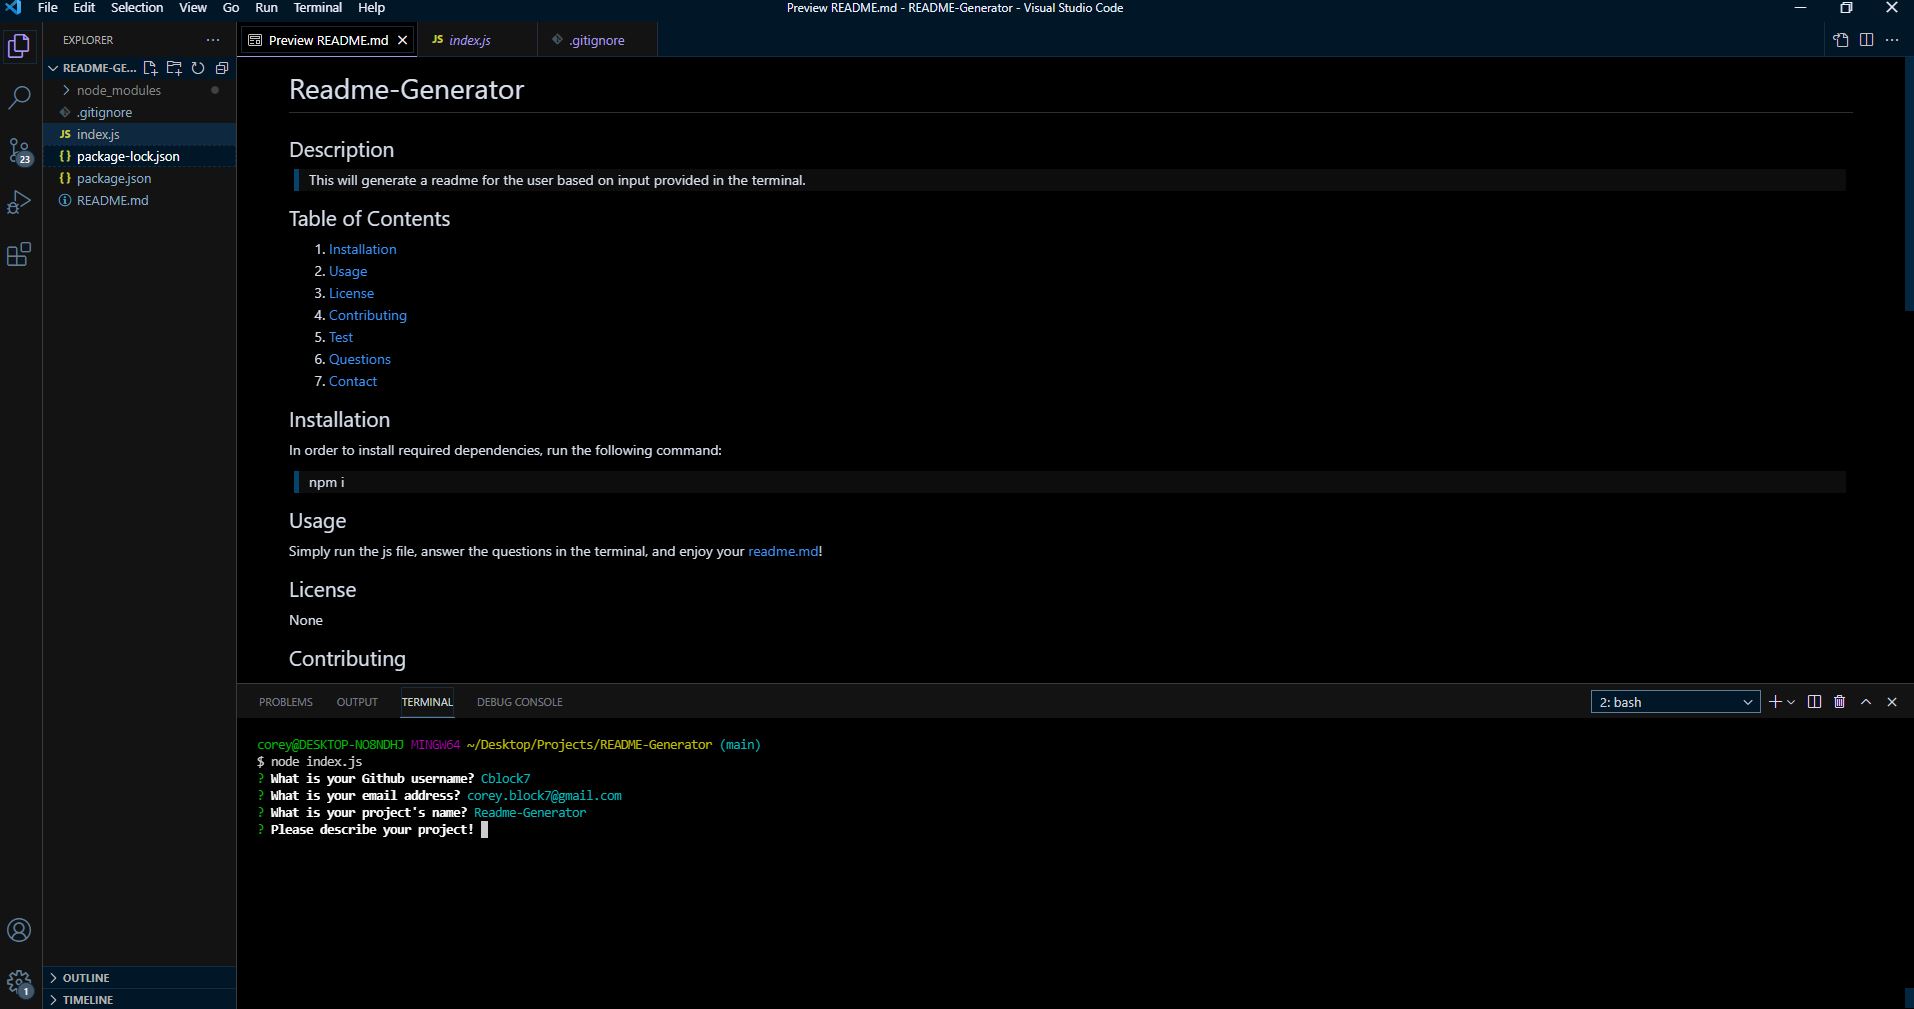 File Edit Selection View Go Run Terminal Help
Preview README.md - README-Generator - Visual Studio Code
EXPLORER
README-GE...
node_modules
.gitignore
JS index.js
{} package-lock.json
{} package.json
README.md
23
1
OUTLINE
TIMELINE
Preview README.md
JS index.js
.gitignore
Readme-Generator
Description
This will generate a readme for the user based on input provided in the terminal.
Table of Contents
1. Installation
2. Usage
3. License
4. Contributing
5. Test
6. Questions
7. Contact
Installation
In order to install required dependencies, run the following command:
npm i
Usage
Simply run the js file, answer the questions in the terminal, and enjoy your readme.md!
License
None
Contributing
PROBLEMS OUTPUT TERMINAL DEBUG CONSOLE
2: bash
corey@DESKTOP-NO8NDHJ MINGW64 ~/Desktop/Projects/README-Generator (main)
$ node index.js
? What is your Github username? Cblock7
? What is your email address? corey.block7@gmail.com
? What is your project's name? Readme-Generator
? Please describe your project!